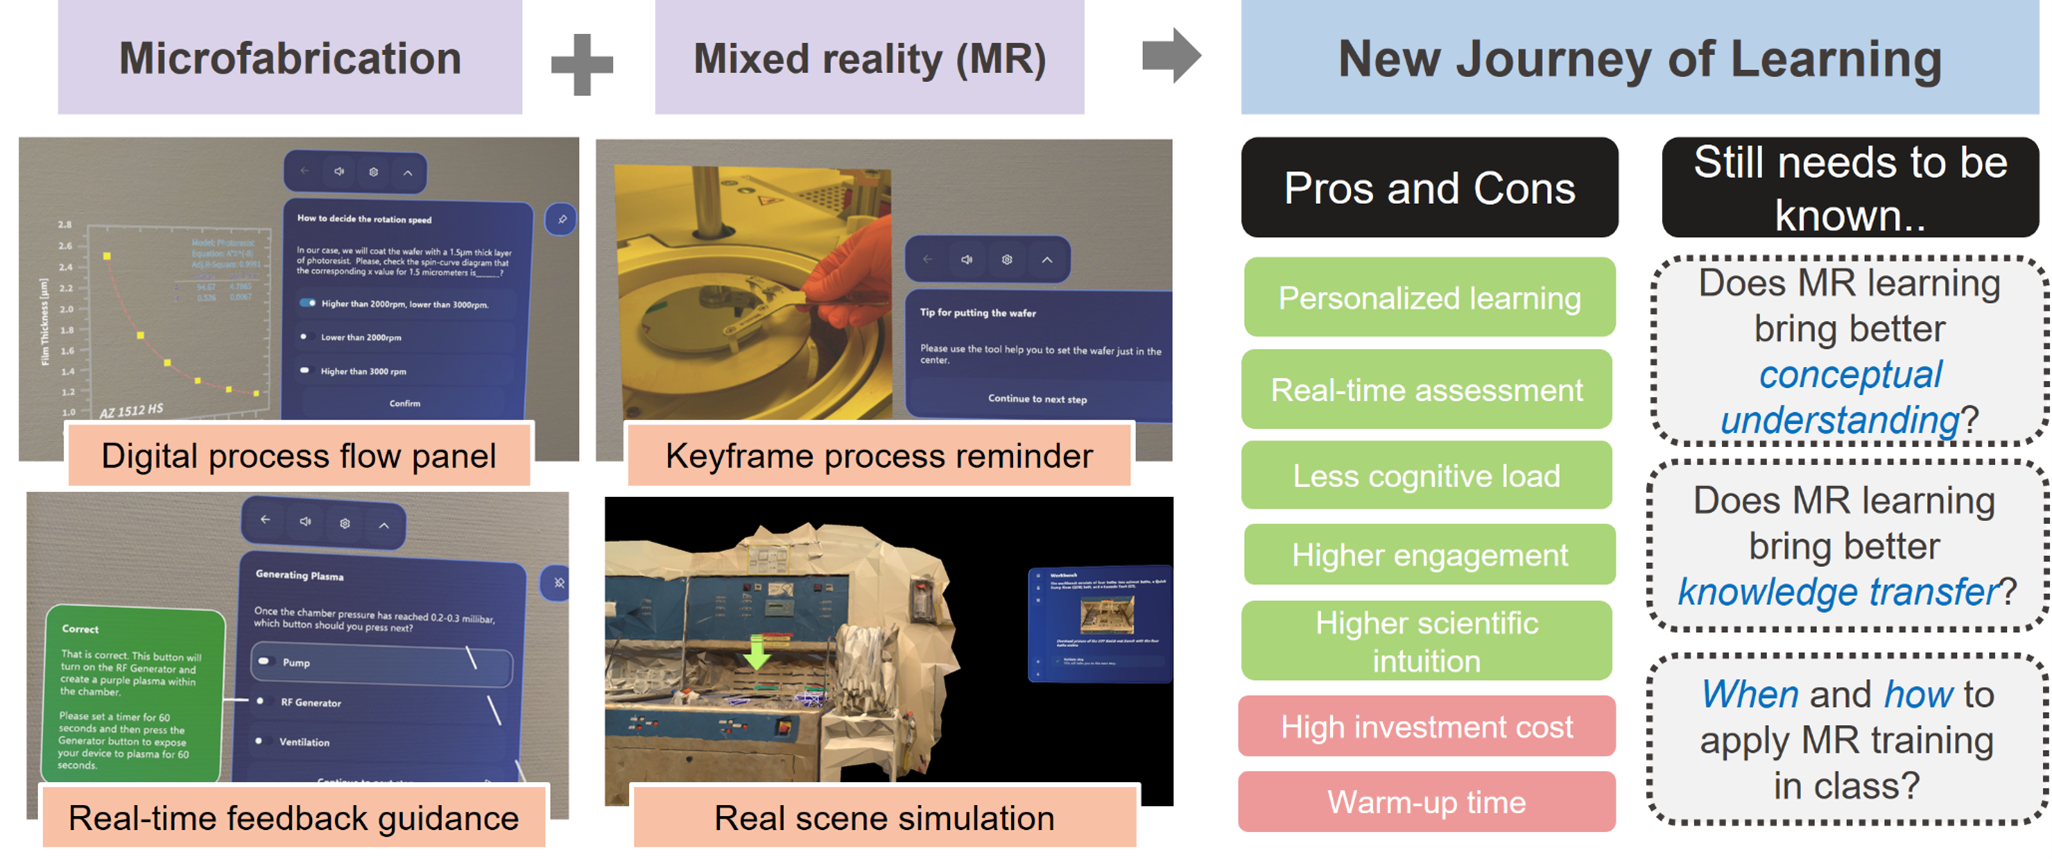 Microfabrication
Mixed reality (MR)
New Journey of Learning
2.8
2.6
2.4
2.2
2.0
1.8
1.6
1.4
1.2
1.0
Film Thickness [µm]
Model: Photoresist
AZ 1512 HS
How to decide the rotation speed
In our case, we will coat the wafer with a 1.5µm thick layer
of photoresist. Please, check the spin-curve diagram that
the corresponding x value for 1.5 micrometers is_____?
Higher than 2000rpm, lower than 3000rpm.
Lower than 2000rpm
Higher than 3000 rpm
Confirm
Digital process flow panel
Tip for putting the wafer
Please use the tool help you to set the wafer just in the
center.
Continue to next step
Keyframe process reminder
Correct
That is correct. This button will
turn on the RF Generator and
create a purple plasma within
the chamber.
Please set a timer for 60
seconds and then press the
Generator button to expose
your device to plasma for 60
seconds.
Generating Plasma
Once the chamber pressure has reached 0.2-0.3 millibar,
which button should you press next?
Pump
RF Generator
Ventilation
Real-time feedback guidance
Workbench
Real scene simulation
Pros and Cons
Personalized learning
Real-time assessment
Less cognitive load
Higher engagement
Higher scientific
intuition
High investment cost
Warm-up time
Still needs to be
known..
Does MR learning
bring better
conceptual
understanding?
Does MR learning
bring better
knowledge transfer?
When and how to
apply MR training
in class?